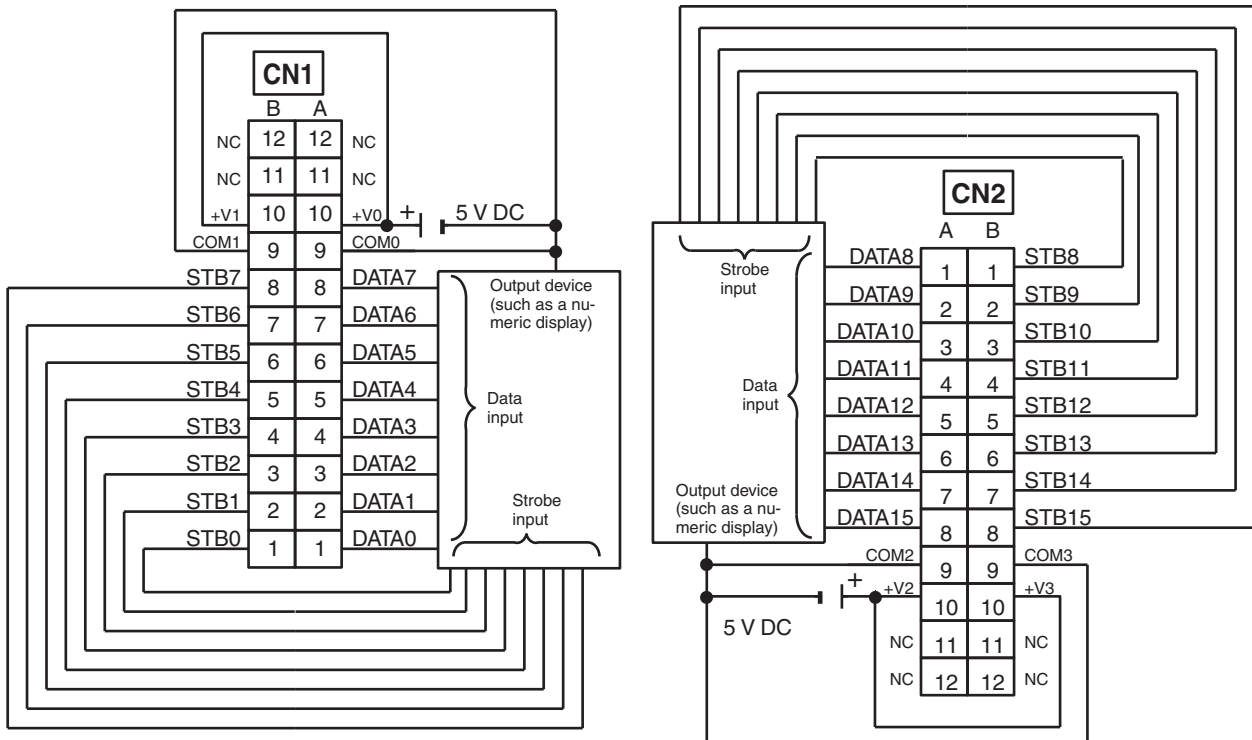 CN1
B A
NC 12 12 NC
NC 11 11 NC
+V1 10 10 +V0 + 5 V DC
COM1 9 9 COM0
STB7 8 8 DATA7
STB6 7 7 DATA6
STB5 6 6 DATA5
STB4 5 5 DATA4
STB3 4 4 DATA3
STB2 3 3 DATA2
STB1 2 2 DATA1
STB0 1 1 DATA0
Output device
(such as a nu-
meric display)
Data
input
Strobe
input
CN2
A B
DATA8 1 1 STB8
DATA9 2 2 STB9
DATA10 3 3 STB10
DATA11 4 4 STB11
DATA12 5 5 STB12
DATA13 6 6 STB13
DATA14 7 7 STB14
DATA15 8 8 STB15
COM2 9 9 COM3
+ +V2 10 10 +V3
NC 11 11 NC
NC 12 12 NC
Strobe
input
Data
input
Output device
(such as a nu-
meric display)
5 V DC